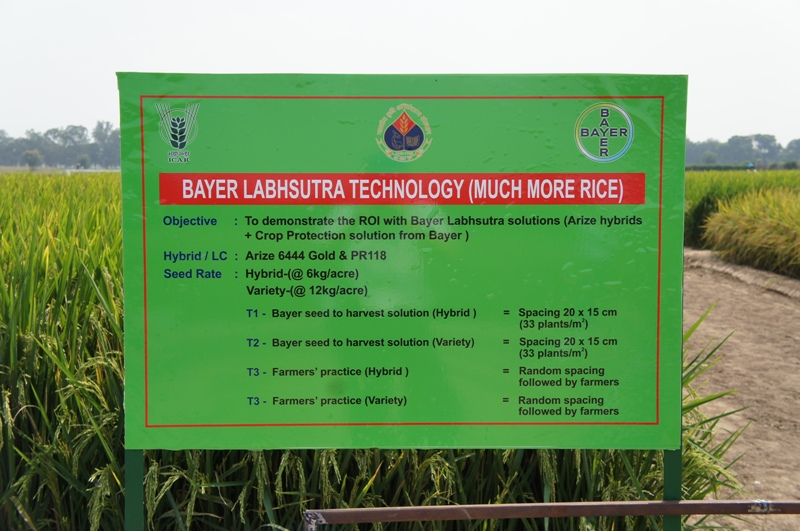 ICAR
BAYER
BAYER
BAYER LABHSUTRA TECHNOLOGY (MUCH MORE RICE)
Objective : To demonstrate the ROI with Bayer Labhsutra solutions (Arize hybrids
+ Crop Protection solution from Bayer )
Hybrid / LC : Arize 6444 Gold & PR118
Seed Rate : Hybrid-(@ 6kg/acre)
Variety-(@ 12kg/acre)
T1 - Bayer seed to harvest solution (Hybrid ) = Spacing 20 x 15 cm
(33 plants/m²)
T2 - Bayer seed to harvest solution (Variety) = Spacing 20 x 15 cm
(33 plants/m²)
T3 - Farmers' practice (Hybrid ) = Random spacing
followed by farmers
T3 - Farmers' practice (Variety) = Random spacing
followed by farmers